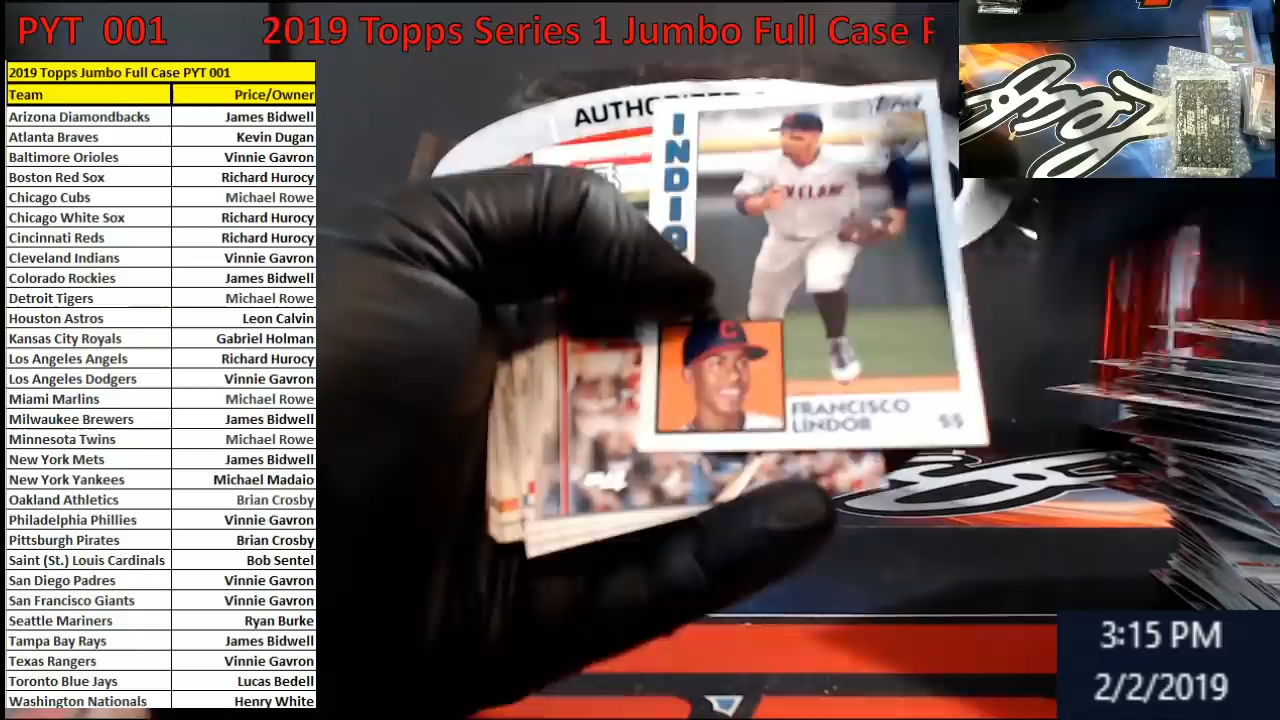 PYT 001
2019 Topps Series 1 Jumbo Full Case
2019 Topps Jumbo Full Case PYT 001
Team Price/Owner
Arizona Diamondbacks James Bidwell
Atlanta Braves Kevin Dugan
Baltimore Orioles Vinnie Gavron
Boston Red Sox Richard Hurocy
Chicago Cubs Michael Rowe
Chicago White Sox Richard Hurocy
Cincinnati Reds Richard Hurocy
Cleveland Indians Vinnie Gavron
Colorado Rockies James Bidwell
Detroit Tigers Michael Rowe
Houston Astros Leon Calvin
Kansas City Royals Gabriel Holman
Los Angeles Angels Richard Hurocy
Los Angeles Dodgers Vinnie Gavron
Miami Marlins Michael Rowe
Milwaukee Brewers James Bidwell
Minnesota Twins Michael Rowe
New York Mets James Bidwell
New York Yankees Michael Madaio
Oakland Athletics Brian Crosby
Philadelphia Phillies Vinnie Gavron
Pittsburgh Pirates Brian Crosby
Saint (St.) Louis Cardinals Bob Sentel
San Diego Padres Vinnie Gavron
San Francisco Giants Vinnie Gavron
Seattle Mariners Ryan Burke
Tampa Bay Rays James Bidwell
Texas Rangers Vinnie Gavron
Toronto Blue Jays Lucas Bedell
Washington Nationals Henry White
Topps
C
FRANCISCO
LINDOR SS
3:15 PM
2/2/2019